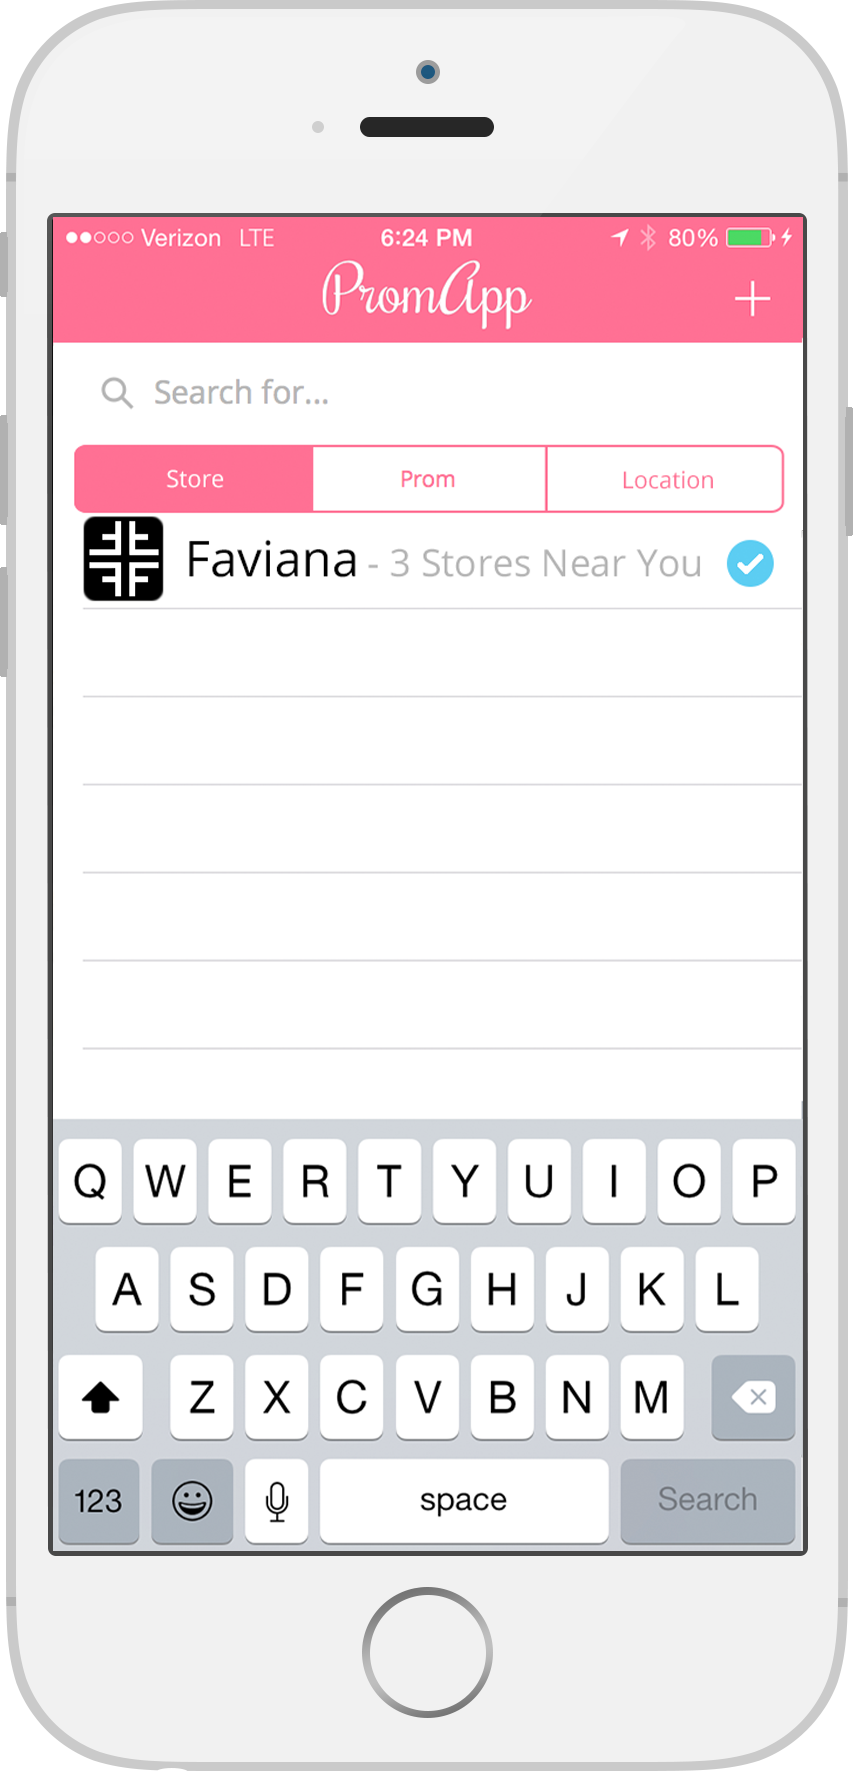 Verizon LTE 6:24 PM 80%
PromApp
Search for...
Store Prom Location
Faviana - 3 Stores Near You
Q W E R T Y U I O P
A S D F G H J K L
Z X C V B N M
123 space Search